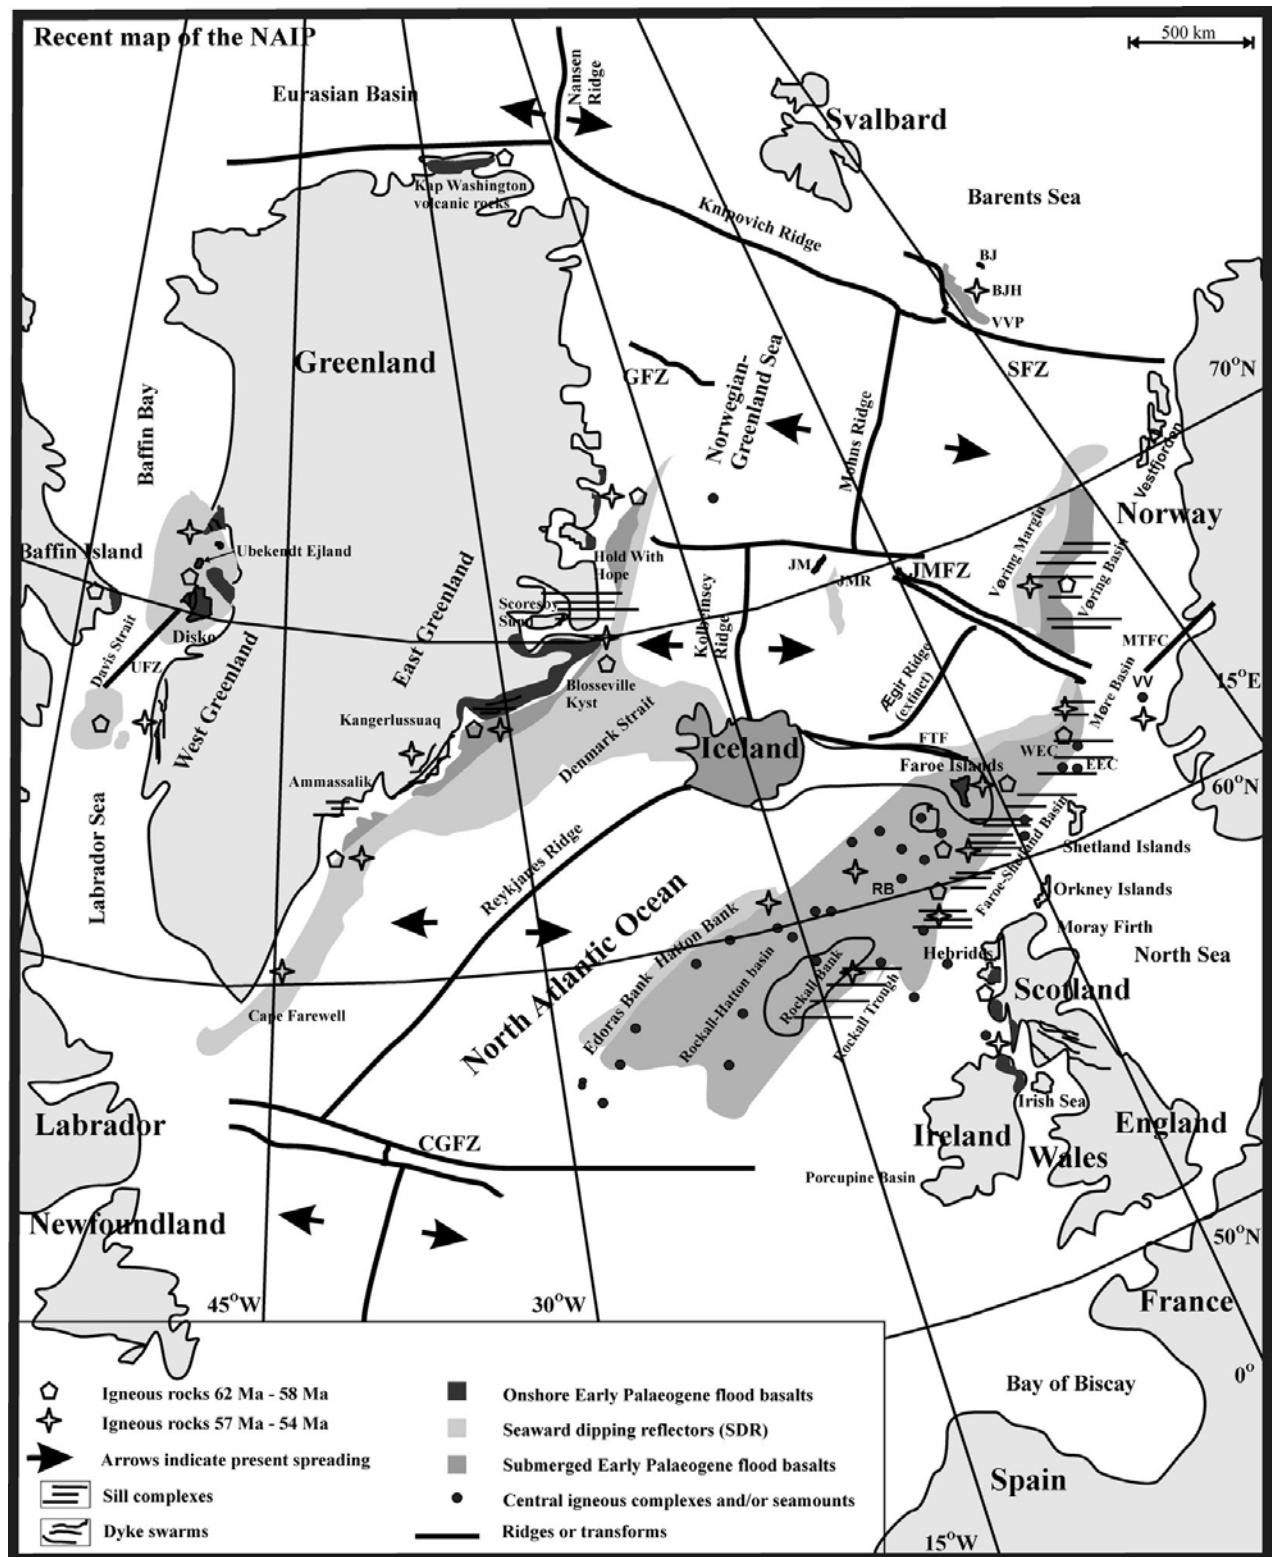 Recent map of the NAIP
500 km
Eurasian Basin
Nansen
Ridge
Svalbard
Kap Washington
volcanic rocks
Knipovich Ridge
Barents Sea
BJ
BJH
VVP
SFZ
70°N
Greenland
GFZ
Norwegian-
Greenland Sea
Mohns Ridge
Baffin Bay
Vestfjorden
Norway
Baffin Island
Ubekendt Ejland
Hold With
Hope
JM
JMR
JMFZ
Vøring Margin
Vøring Basin
Scoresby
Sund
Kolbeinsey
Ridge
East Greenland
Disko
Davis Strait
UFZ
West Greenland
MTFC
VV
15°E
Ægir Ridge
(extinct)
Møre Basin
Blosseville
Kyst
Kangerlussuaq
Denmark Strait
Iceland
FTF
WEC
EEC
Faroe Islands
60°N
Ammassalik
Labrador Sea
Reykjanes Ridge
Shetland Islands
Faroe-Shetland Basin
RB
Orkney Islands
Moray Firth
North Sea
Hebrides
Scotland
North Atlantic Ocean
Hatton Bank
Edoras Bank
Rockall-Hatton basin
Rockall Bank
Rockall Trough
Cape Farewell
Irish Sea
Labrador
CGFZ
Ireland
England
Wales
Porcupine Basin
Newfoundland
50°N
45°W
30°W
France
0°
Bay of Biscay
Spain
15°W
Igneous rocks 62 Ma - 58 Ma
Igneous rocks 57 Ma - 54 Ma
Arrows indicate present spreading
Sill complexes
Dyke swarms
Onshore Early Palaeogene flood basalts
Seaward dipping reflectors (SDR)
Submerged Early Palaeogene flood basalts
Central igneous complexes and/or seamounts
Ridges or transforms